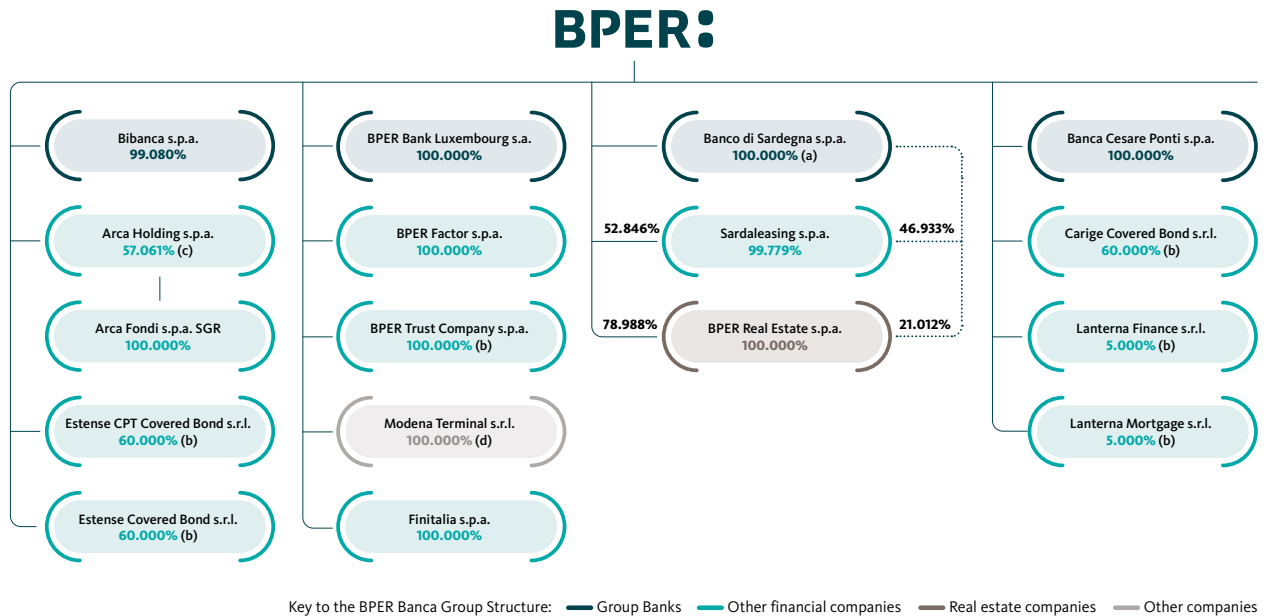 BPER:
Bibanca s.p.a.
99.080%
Arca Holding s.p.a.
57.061% (c)
Arca Fondi s.p.a. SGR
100.000%
Estense CPT Covered Bond s.r.l.
60.000% (b)
Estense Covered Bond s.r.l.
60.000% (b)
BPER Bank Luxembourg s.a.
100.000%
BPER Factor s.p.a.
100.000%
BPER Trust Company s.p.a.
100.000% (b)
Modena Terminal s.r.l.
100.000% (d)
Finitalia s.p.a.
100.000%
Banco di Sardegna s.p.a.
100.000% (a)
52.846%
Sardaleasing s.p.a.
99.779%
46.933%
78.988%
BPER Real Estate s.p.a.
100.000%
21.012%
Banca Cesare Ponti s.p.a.
100.000%
Carige Covered Bond s.r.l.
60.000% (b)
Lanterna Finance s.r.l.
5.000% (b)
Lanterna Mortgage s.r.l.
5.000% (b)
Key to the BPER Banca Group Structure: Group Banks Other financial companies Real estate companies Other companies